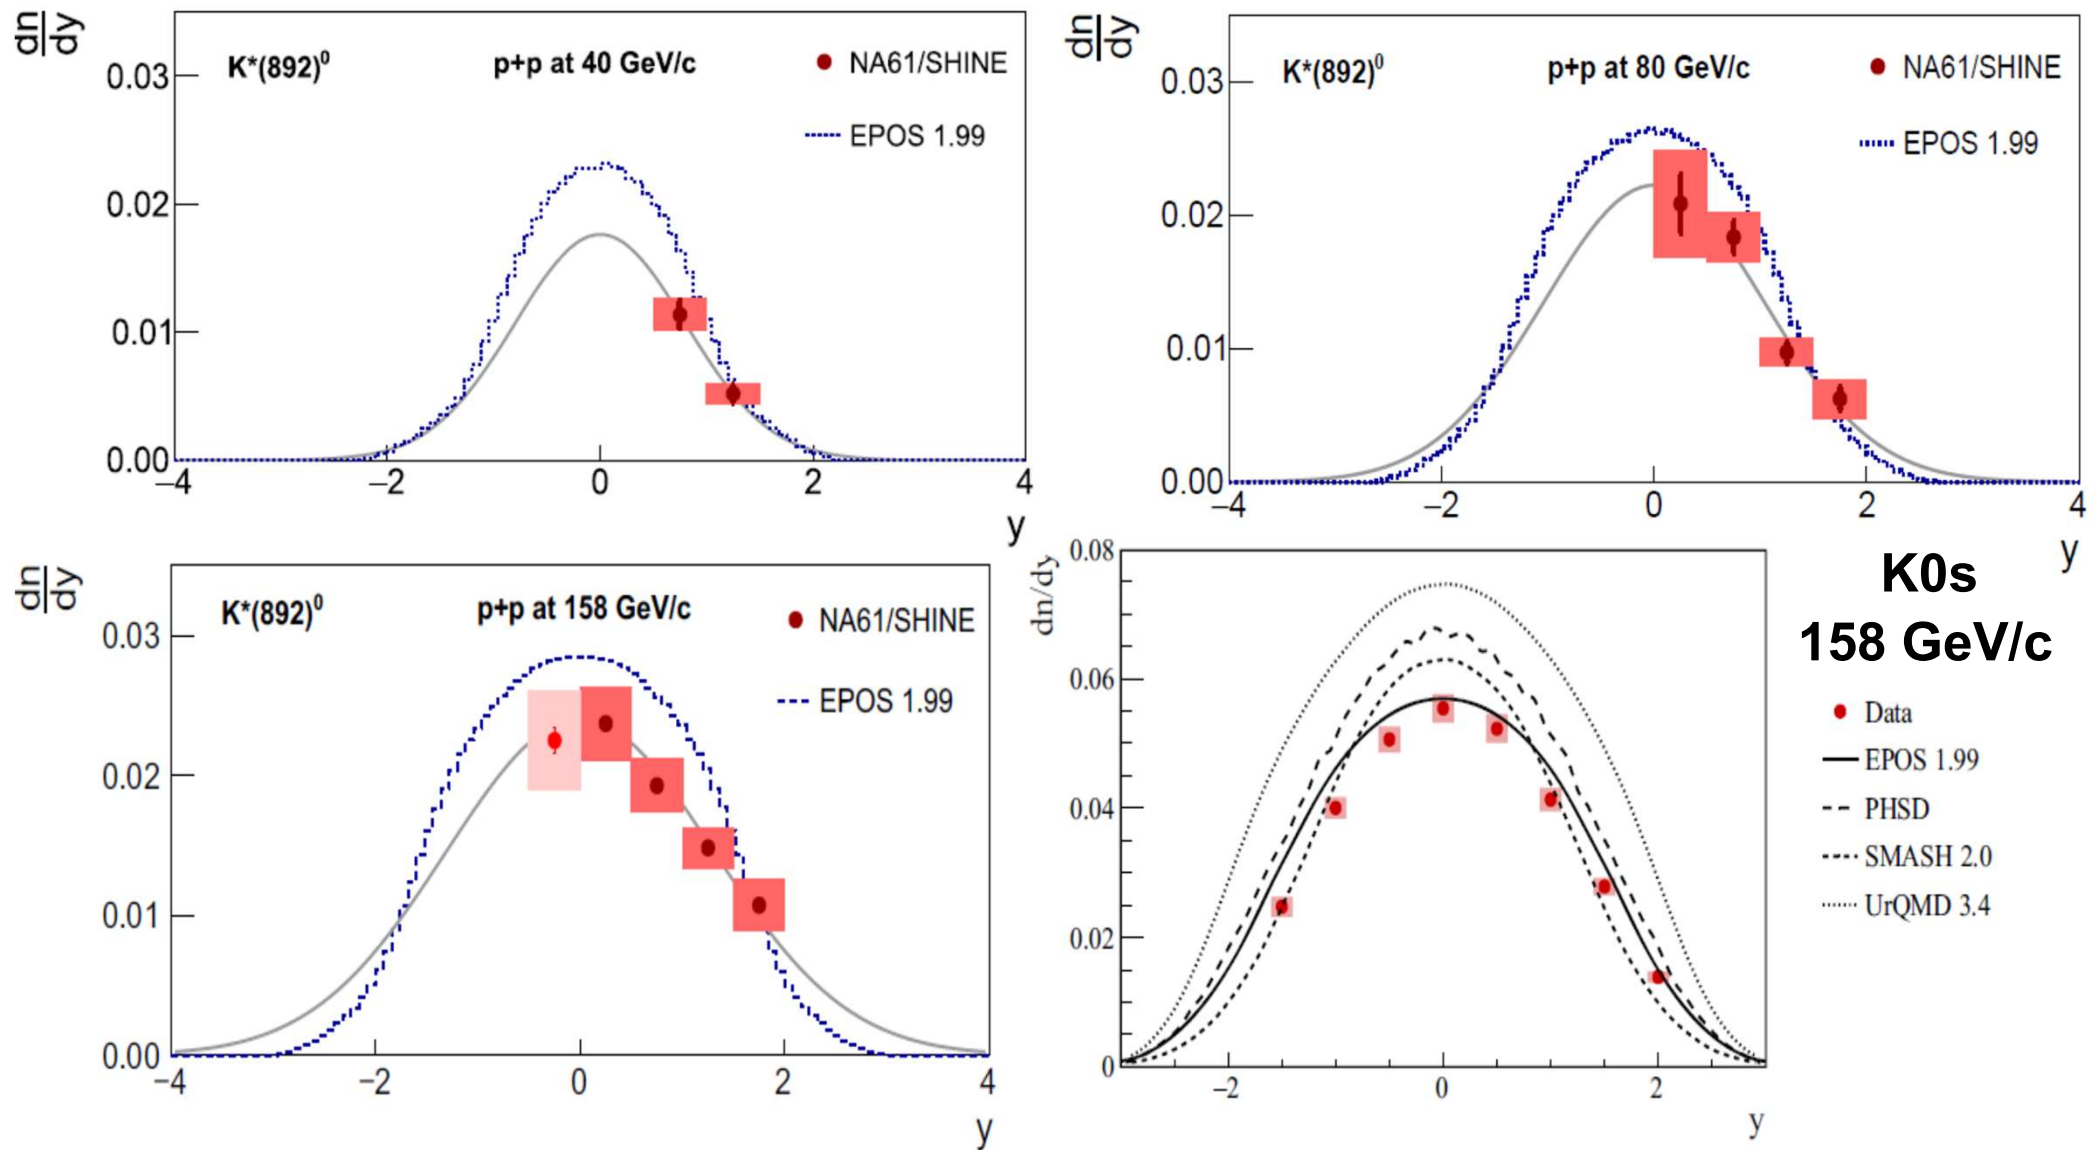 dn
dy
K*(892)⁰
p+p at 40 GeV/c
NA61/SHINE
EPOS 1.99
0.03
0.02
0.01
0.00
−4
−2
0
2
4
y
dn
dy
K*(892)⁰
p+p at 80 GeV/c
NA61/SHINE
EPOS 1.99
0.03
0.02
0.01
0.00
−4
−2
0
2
4
y
dn
dy
K*(892)⁰
p+p at 158 GeV/c
NA61/SHINE
EPOS 1.99
0.03
0.02
0.01
0.00
−4
−2
0
2
4
y
dn/dy
0.08
0.06
0.04
0.02
0
−2
0
2
y
K0s
158 GeV/c
Data
EPOS 1.99
PHSD
SMASH 2.0
UrQMD 3.4